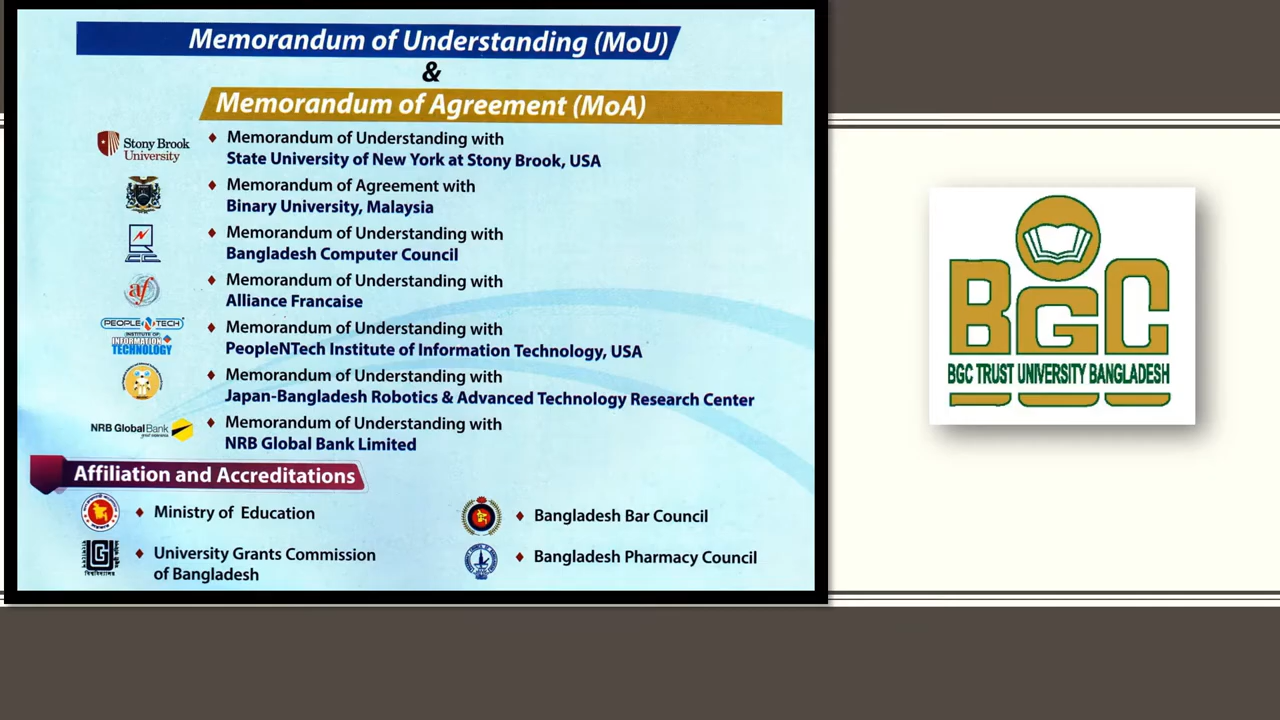 Memorandum of Understanding (MoU)
&
Memorandum of Agreement (MoA)
Stony Brook
University
Memorandum of Understanding with
State University of New York at Stony Brook, USA
Memorandum of Agreement with
Binary University, Malaysia
Memorandum of Understanding with
Bangladesh Computer Council
af
Memorandum of Understanding with
Alliance Francaise
PEOPLE N TECH
INSTITUTE OF
INFORMATION
TECHNOLOGY
Memorandum of Understanding with
PeopleNTech Institute of Information Technology, USA
Memorandum of Understanding with
Japan-Bangladesh Robotics & Advanced Technology Research Center
NRB Global Bank
Memorandum of Understanding with
NRB Global Bank Limited
Affiliation and Accreditations
Ministry of Education
University Grants Commission
of Bangladesh
Bangladesh Bar Council
Bangladesh Pharmacy Council
BGC
BGC TRUST UNIVERSITY BANGLADESH